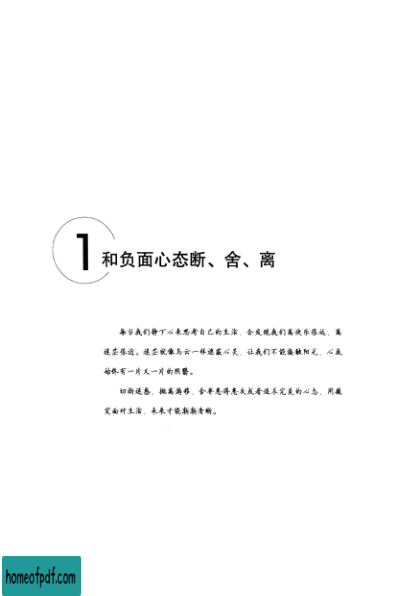 1
和负面心态断、舍、离
每当我们静下心来思考自己的生活，会发现我们离快乐很远，离
迷茫很近。迷茫就像乌云一样遮蔽心灵，让我们不能接触阳光，心底
始终有一片又一片的阴翳。
切断迷惑，抛离游移，舍弃患得患失或者追求完美的心态，用微
笑面对生活，未来才能渐渐清晰。
homeofpdf.com